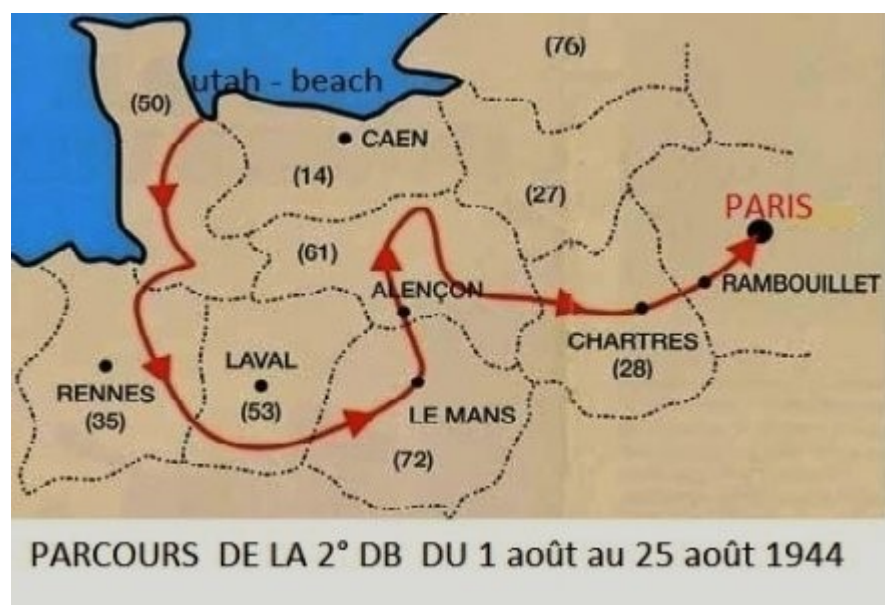 (76)
utah - beach
(50)
CAEN
(14)
(27)
PARIS
(61)
ALENÇON
RAMBOUILLET
CHARTRES
(28)
LAVAL
(53)
RENNES
(35)
LE MANS
(72)
PARCOURS DE LA 2° DB DU 1 août au 25 août 1944